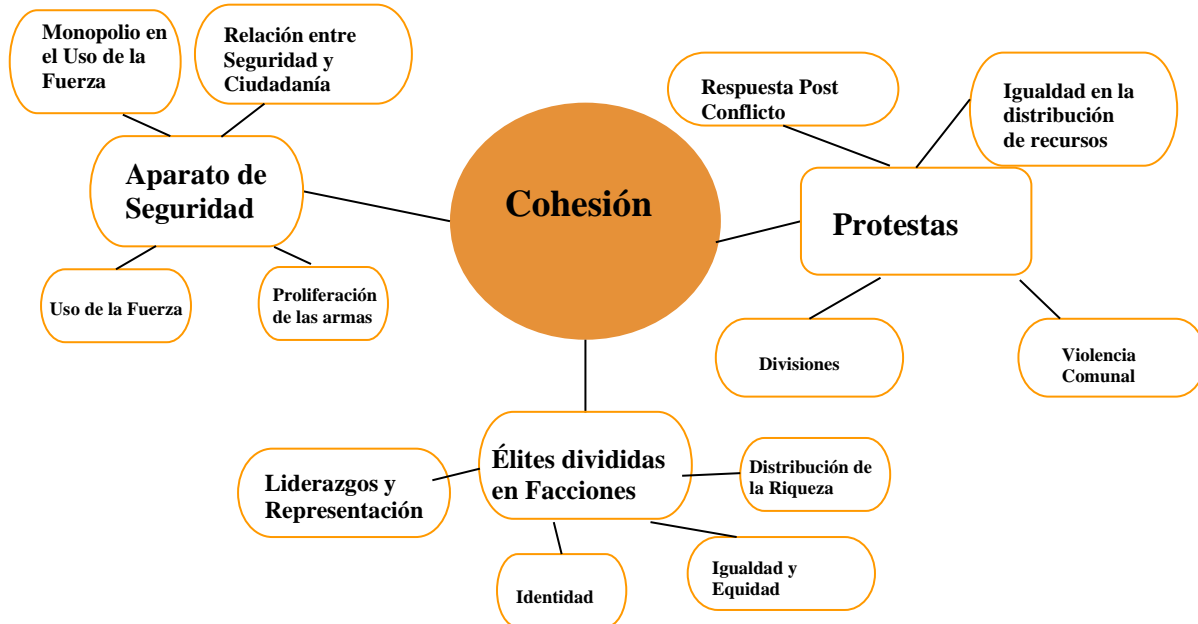 Monopolio en
el Uso de la
Fuerza
Relación entre
Seguridad y
Ciudadanía
Aparato de
Seguridad
Uso de la Fuerza
Proliferación
de las armas
Cohesión
Respuesta Post
Conflicto
Igualdad en la
distribución
de recursos
Protestas
Divisiones
Violencia
Comunal
Élites divididas
en Facciones
Liderazgos y
Representación
Distribución de
la Riqueza
Identidad
Igualdad y
Equidad